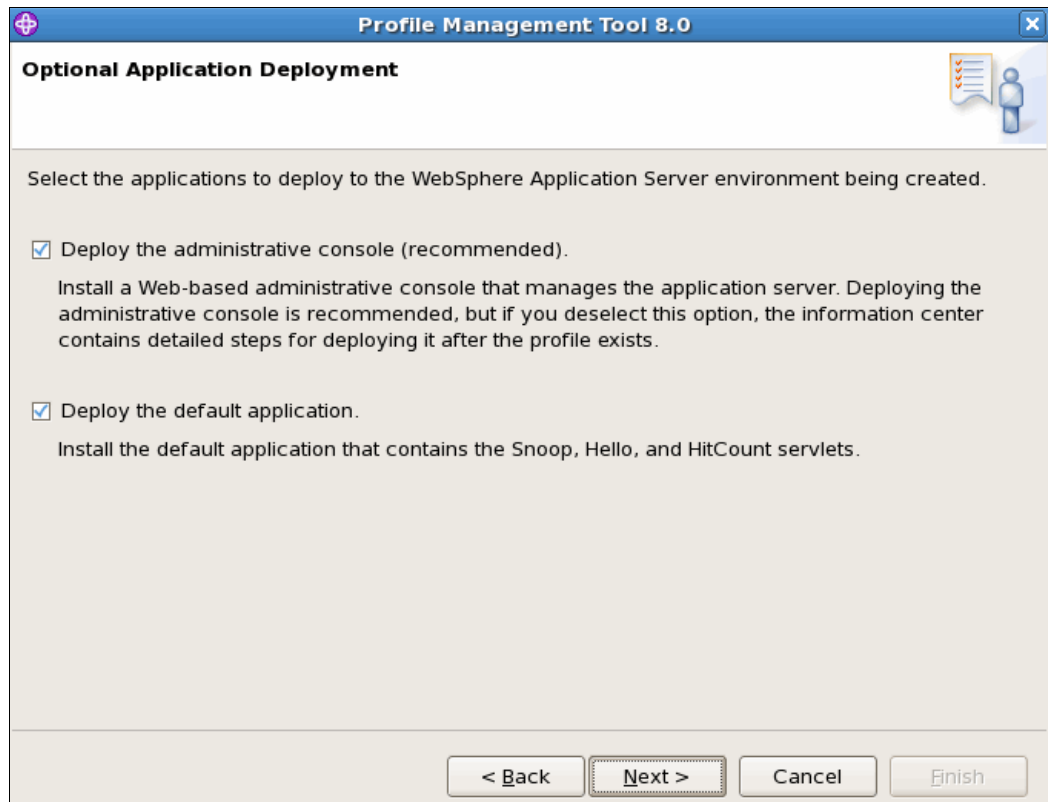 Profile Management Tool 8.0
Optional Application Deployment
Select the applications to deploy to the WebSphere Application Server environment being created.
Deploy the administrative console (recommended).
Install a Web-based administrative console that manages the application server. Deploying the
administrative console is recommended, but if you deselect this option, the information center
contains detailed steps for deploying it after the profile exists.
Deploy the default application.
Install the default application that contains the Snoop, Hello, and HitCount servlets.
< Back Next > Cancel Finish